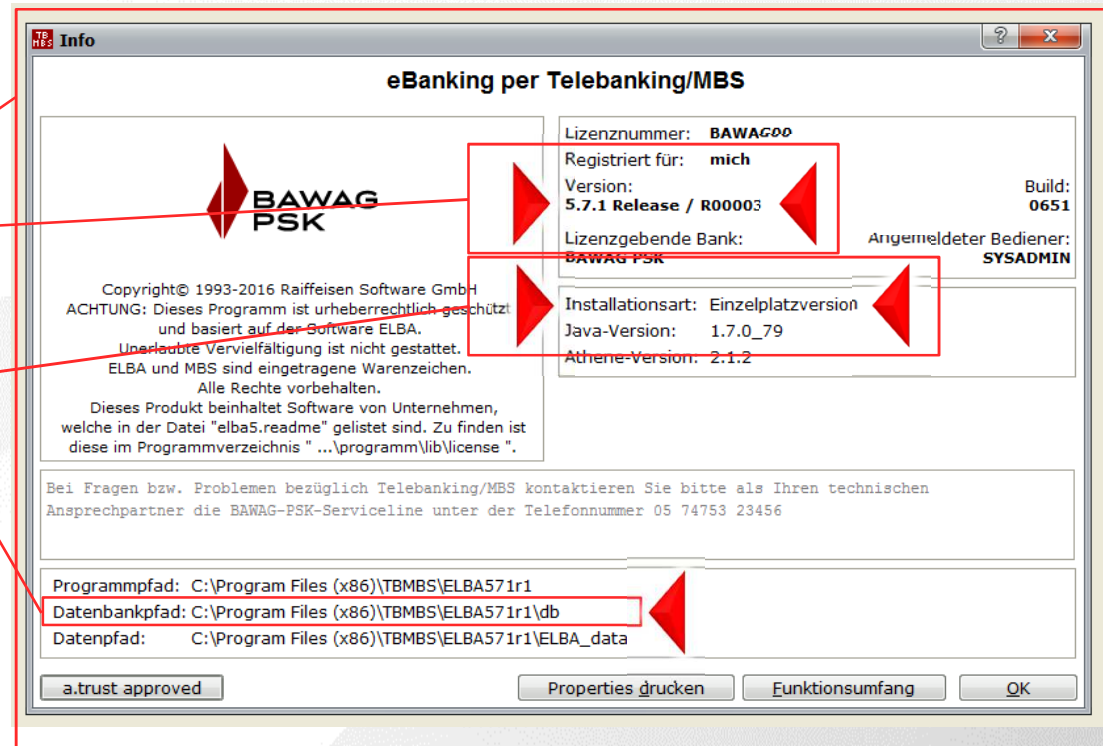 TB
MBS Info
eBanking per Telebanking/MBS
BAWAG
PSK
Copyright© 1993-2016 Raiffeisen Software GmbH
ACHTUNG: Dieses Programm ist urheberrechtlich geschützt
und basiert auf der Software ELBA.
Unerlaubte Vervielfältigung ist nicht gestattet.
ELBA und MBS sind eingetragene Warenzeichen.
Alle Rechte vorbehalten.
Dieses Produkt beinhaltet Software von Unternehmen,
welche in der Datei "elba5.readme" gelistet sind. Zu finden ist
diese im Programmverzeichnis " ...\programm\lib\license ".
Lizenznummer: BAWAG00
Registriert für: mich
Version: Build:
5.7.1 Release / R00003 0651
Lizenzgebende Bank: Angemeldeter Bediener:
BAWAG PSK SYSADMIN
Installationsart: Einzelplatzversion
Java-Version: 1.7.0_79
Athene-Version: 2.1.2
Bei Fragen bzw. Problemen bezüglich Telebanking/MBS kontaktieren Sie bitte als Ihren technischen
Ansprechpartner die BAWAG-PSK-Serviceline unter der Telefonnummer 05 74753 23456
Programmpfad: C:\Program Files (x86)\TBMBS\ELBA571r1
Datenbankpfad: C:\Program Files (x86)\TBMBS\ELBA571r1\db
Datenpfad: C:\Program Files (x86)\TBMBS\ELBA571r1\ELBA_data
a.trust approved Properties drucken Funktionsumfang OK